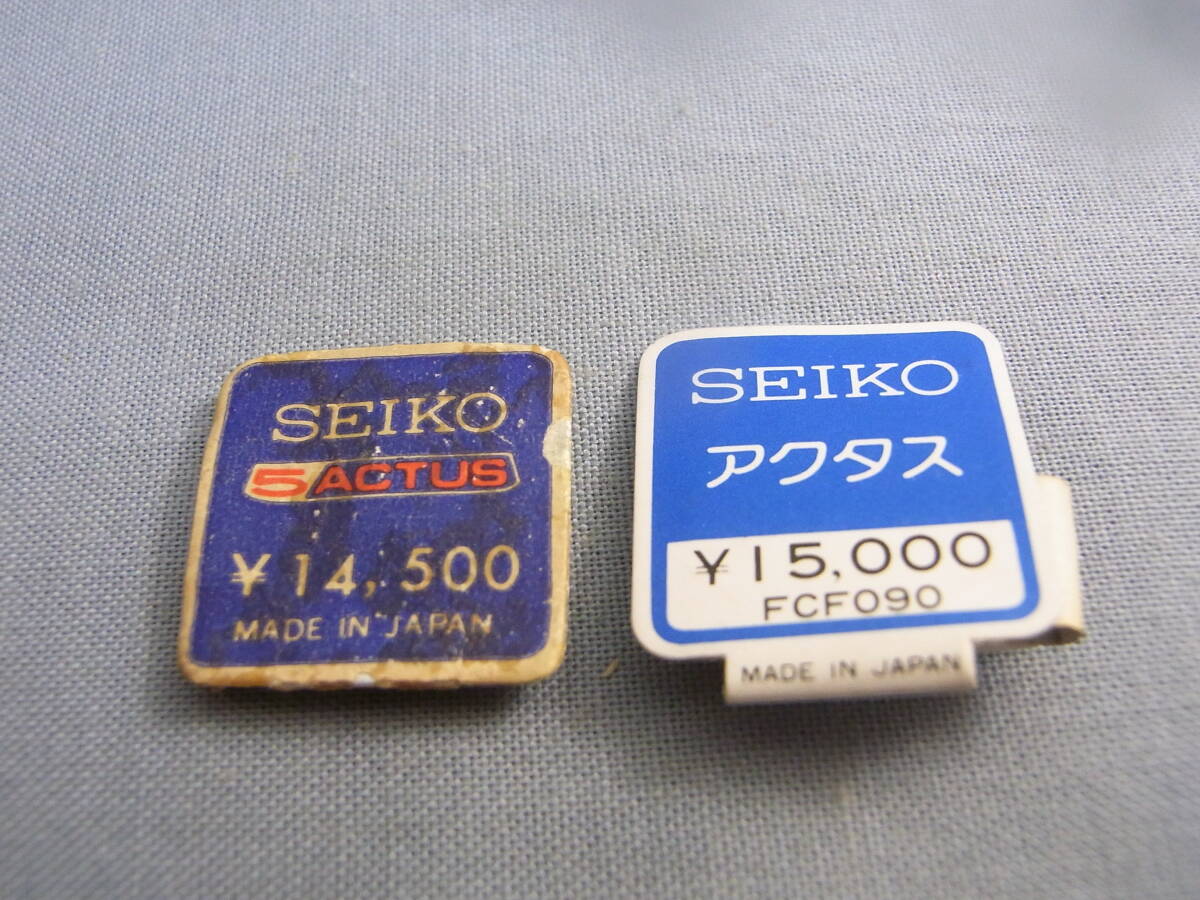 SEIKO
5 ACTUS
¥ 14,500
MADE IN JAPAN
SEIKO
アクタス
¥15,000
FCF090
MADE IN JAPAN